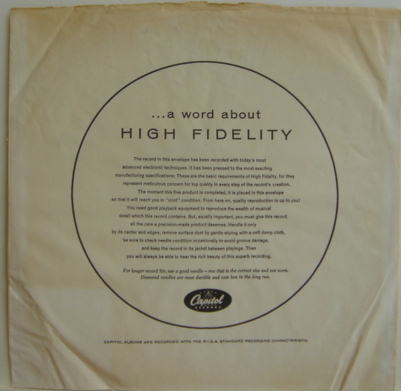 ...a word about
HIGH FIDELITY
The record in this envelope has been recorded with today's most
advanced electronic techniques. It has been pressed to the most exacting
manufacturing specifications. These are the basic requirements of High Fidelity, for they
represent meticulous concern for top quality in every step of the record's creation.
The moment this fine product is completed, it is placed in this envelope
so that it will reach you in "mint" condition. From here on, quality reproduction is up to you!
You need good playback equipment to reproduce the wealth of musical
detail which this record contains. But, equally important, you must give this record
all the care a precision-made product deserves. Handle it only
by its center and edges; remove surface dust by gentle wiping with a soft damp cloth,
be sure to check needle condition occasionally to avoid groove damage,
and keep the record in its jacket between playings. Then
you will always be able to hear the rich beauty of this superb recording.
For longer record life, use a good needle—one that is the correct size and not worn.
Diamond needles are most durable and cost less in the long run.
Capitol
RECORDS
CAPITOL ALBUMS ARE RECORDED WITH THE R.I.A.A. STANDARD RECORDING CHARACTERISTIC.